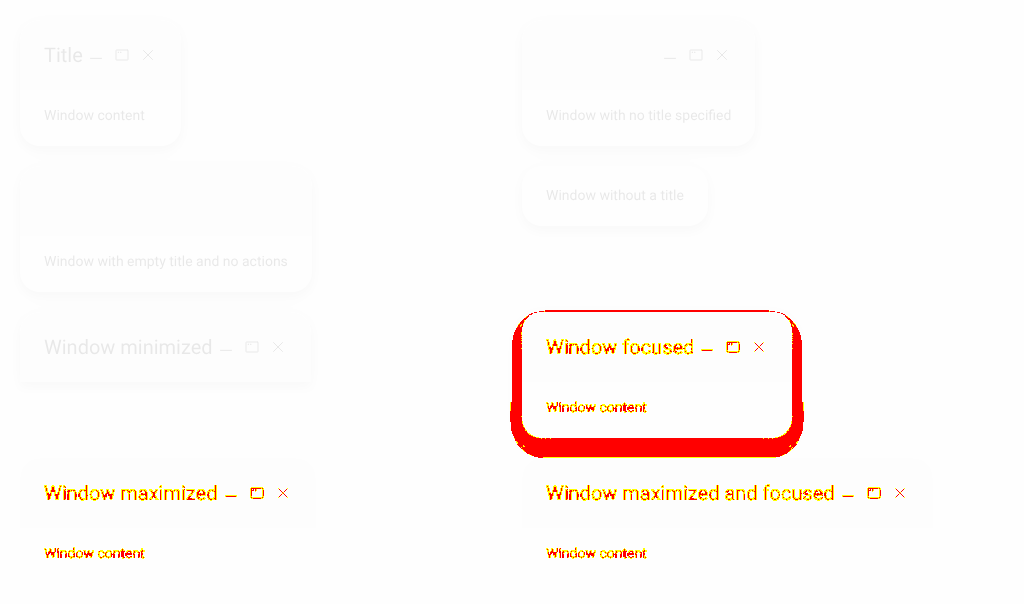 Title
Window content
Window with no title specified
Window with empty title and no actions
Window without a title
Window minimized
Window focused
Window content
Window maximized
Window content
Window maximized and focused
Window content